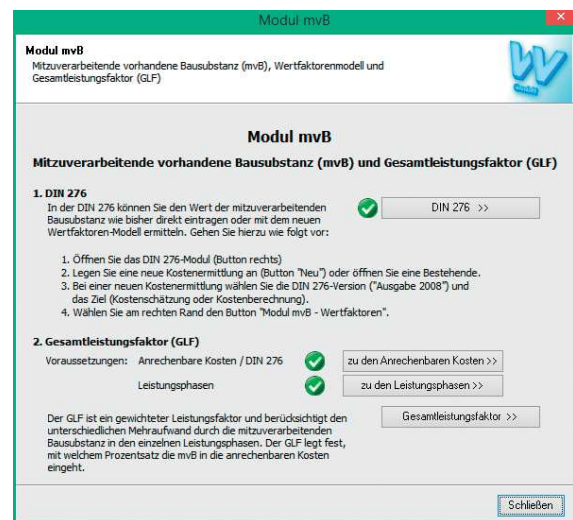 Modul mvB
Modul mvB
Mitzuverarbeitende vorhandene Bausubstanz (mvB), Wertfaktorenmodell und
Gesamtleistungsfaktor (GLF)
W
GmbH
Modul mvB
Mitzuverarbeitende vorhandene Bausubstanz (mvB) und Gesamtleistungsfaktor (GLF)
1. DIN 276
In der DIN 276 können Sie den Wert der mitzuverarbeitenden
Bausubstanz wie bisher direkt eintragen oder mit dem neuen
Wertfaktoren-Modell ermitteln. Gehen Sie hierzu wie
folgt vor:
DIN 276 >>
1. Öffnen Sie das DIN 276-Modul (Button rechts)
2. Legen Sie eine neue Kostenermittlung an (Button "Neu") oder öffnen Sie eine Bestehende.
3. Bei einer neuen Kostenermittlung wählen Sie die DIN 276-Version ("Ausgabe 2008") und
das Ziel (Kostenschätzung oder Kostenberechnung).
4. Wählen Sie am rechten Rand den Button "Modul mvB - Wertfaktoren".
2. Gesamtleistungsfaktor (GLF)
Voraussetzungen: Anrechenbare Kosten / DIN 276 zu den Anrechenbaren Kosten >>
Leistungsphasen zu den Leistungsphasen >>
Der GLF ist ein gewichteter Leistungsfaktor und berücksichtigt den
unterschiedlichen Mehraufwand durch die mitzuverarbeitenden
Bausubstanz in den einzelnen Leistungsphasen. Der GLF legt fest,
mit welchem Prozentsatz die mvB in die anrechenbaren Kosten
eingeht.
Gesamtleistungsfaktor >>
Schließen